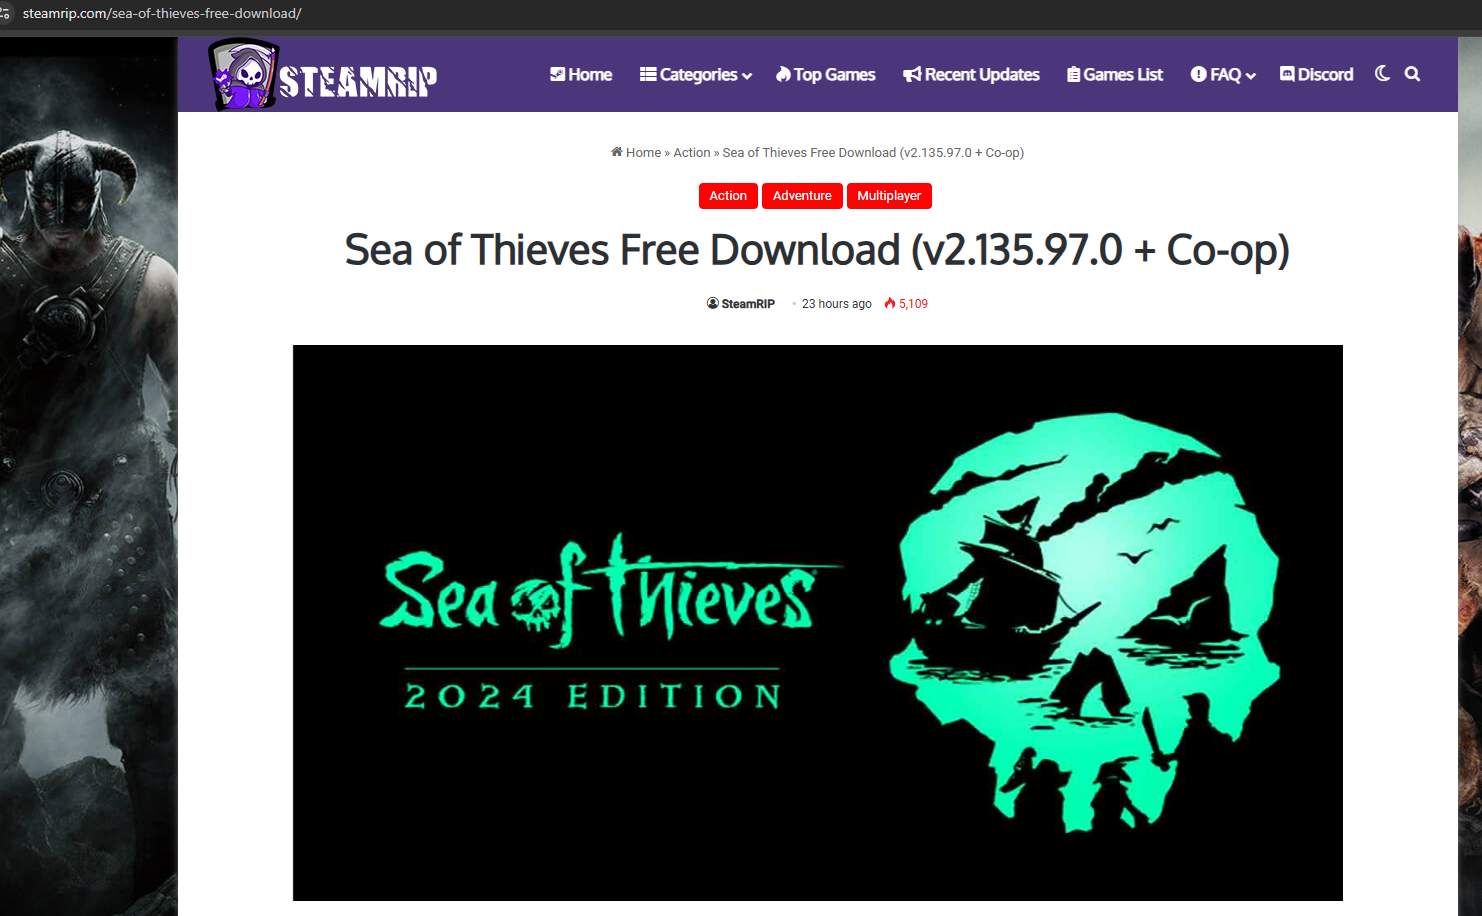 steamrip.com/sea-of-thieves-free-download/
STEAMRIP
Home Categories Top Games Recent Updates Games List FAQ Discord
Home » Action » Sea of Thieves Free Download (v2.135.97.0 + Co-op)
Action Adventure Multiplayer
Sea of Thieves Free Download (v2.135.97.0 + Co-op)
SteamRIP 23 hours ago 5,109
Sea of Thieves
2024 EDITION